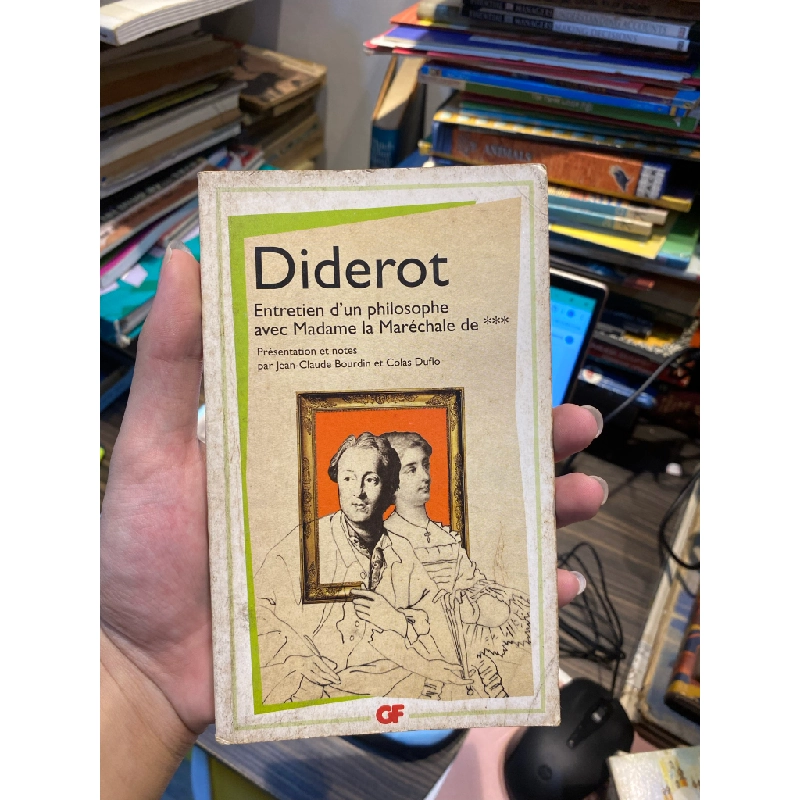 Diderot
Entretien d'un philosophe
avec Madame la Maréchale de ***
Présentation et notes
par Jean-Claude Bourdin et Colas Duflo
GF
ANIMALS